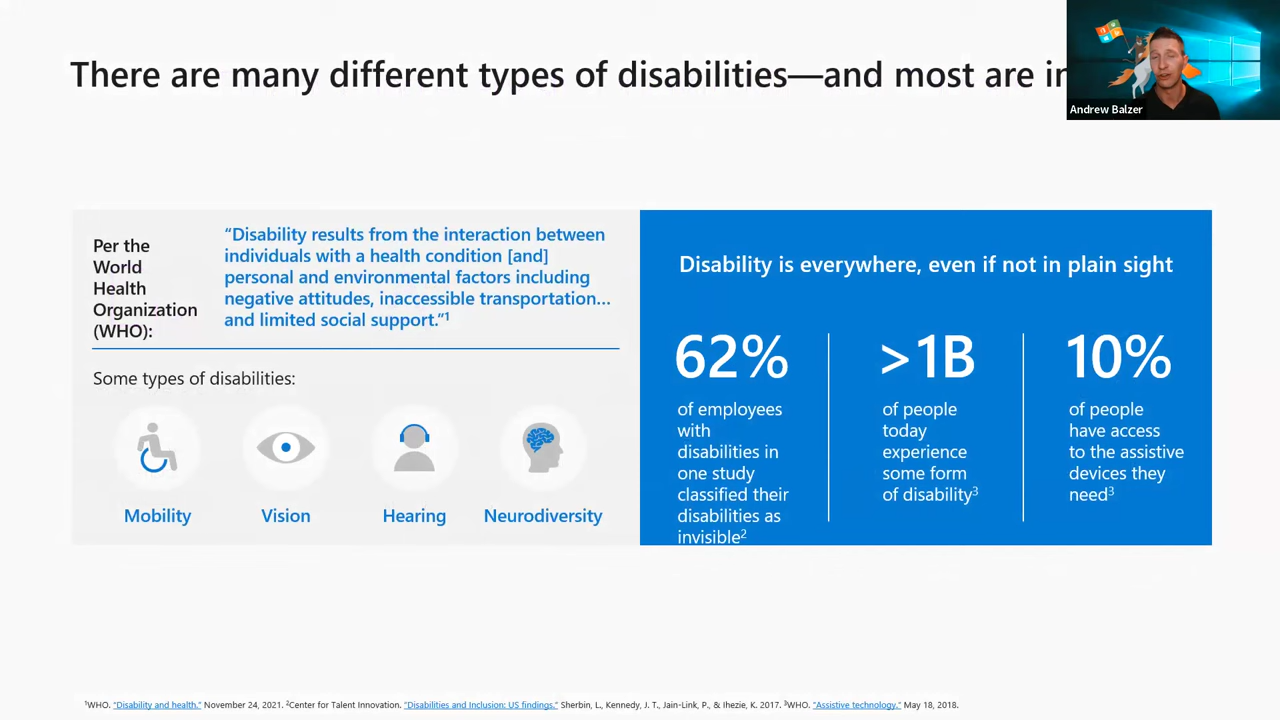 There are many different types of disabilities—and most are
Andrew Balzer
Per the
World
Health
Organization
(WHO):
“Disability results from the interaction between
individuals with a health condition [and]
personal and environmental factors including
negative attitudes, inaccessible transportation…
and limited social support.”¹
Some types of disabilities:
Mobility
Vision
Hearing
Neurodiversity
Disability is everywhere, even if not in plain sight
62%
of employees
with
disabilities in
one study
classified their
disabilities as
invisible²
>1B
of people
today
experience
some form
of disability³
10%
of people
have access
to the assistive
devices they
need³
¹WHO. “Disability and health,” November 24, 2021. ²Center for Talent Innovation. “Disabilities and Inclusion: US findings.” Sherbin, L., Kennedy, J. T., Jain-Link, P., & Ihezie, K. 2017. ³WHO. “Assistive technology,” May 18, 2018.